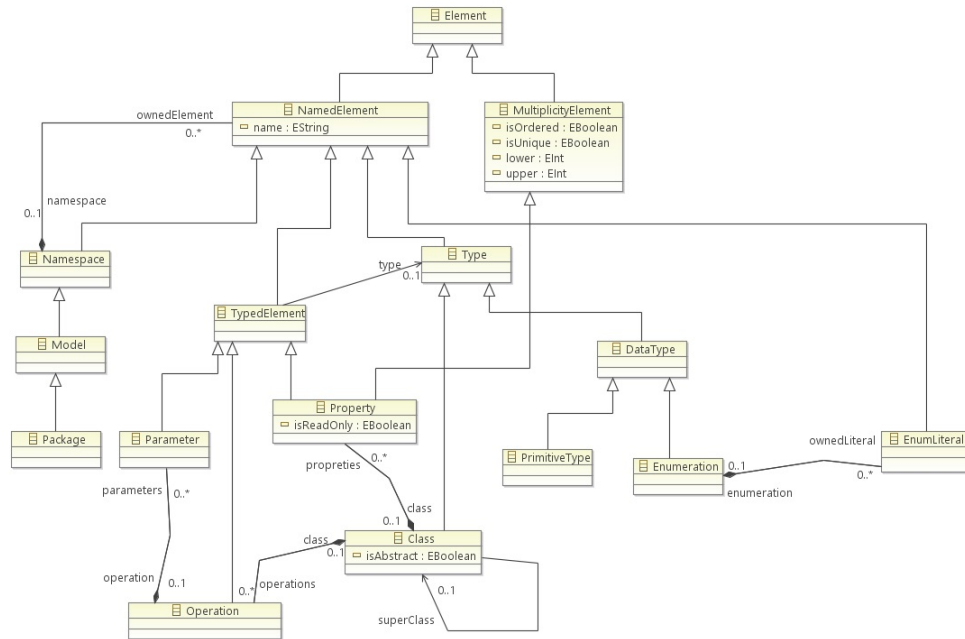 Element
NamedElement
name : EString
MultiplicityElement
isOrdered : EBoolean
isUnique : EBoolean
lower : EInt
upper : EInt
ownedElement
0..*
namespace
0..1
Namespace
Type
type
0..1
TypedElement
Model
DataType
Package
Parameter
Property
isReadOnly : EBoolean
PrimitiveType
Enumeration
EnumLiteral
ownedLiteral
0..1
0..*
enumeration
parameters
0..*
propreties
0..*
class
0..1
Class
isAbstract : EBoolean
class
0..1
operations
0..*
operation
0..1
Operation
superClass
0..1